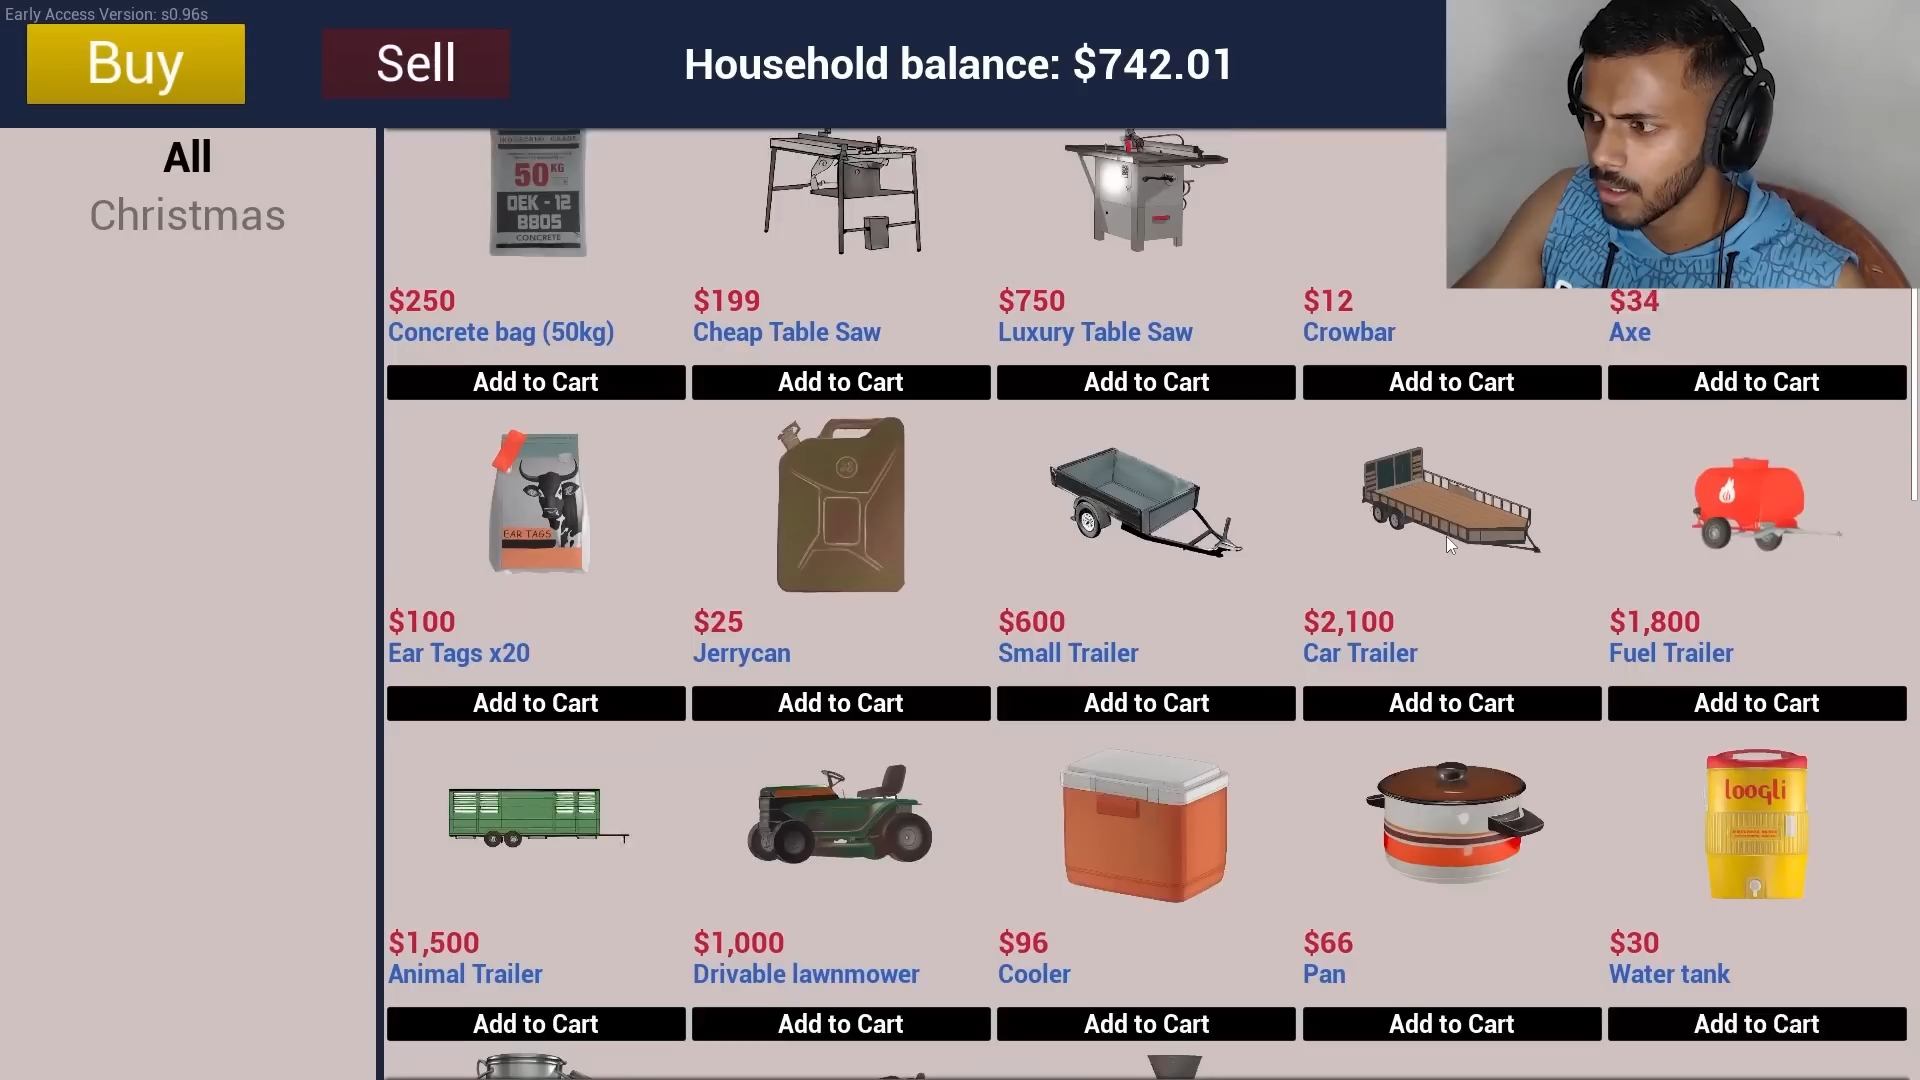 Early Access Version: s0.96s
Buy
Sell
Household balance: $742.01
All
Christmas
50 KG
DEK - 12
BB05
CONCRETE
$250
$199
$750
$12
$34
Concrete bag (50kg)
Cheap Table Saw
Luxury Table Saw
Crowbar
Axe
Add to Cart
Add to Cart
Add to Cart
Add to Cart
Add to Cart
EAR TAGS
$100
$25
$600
$2,100
$1,800
Ear Tags x20
Jerrycan
Small Trailer
Car Trailer
Fuel Trailer
Add to Cart
Add to Cart
Add to Cart
Add to Cart
Add to Cart
loogli
$1,500
$1,000
$96
$66
$30
Animal Trailer
Drivable lawnmower
Cooler
Pan
Water tank
Add to Cart
Add to Cart
Add to Cart
Add to Cart
Add to Cart